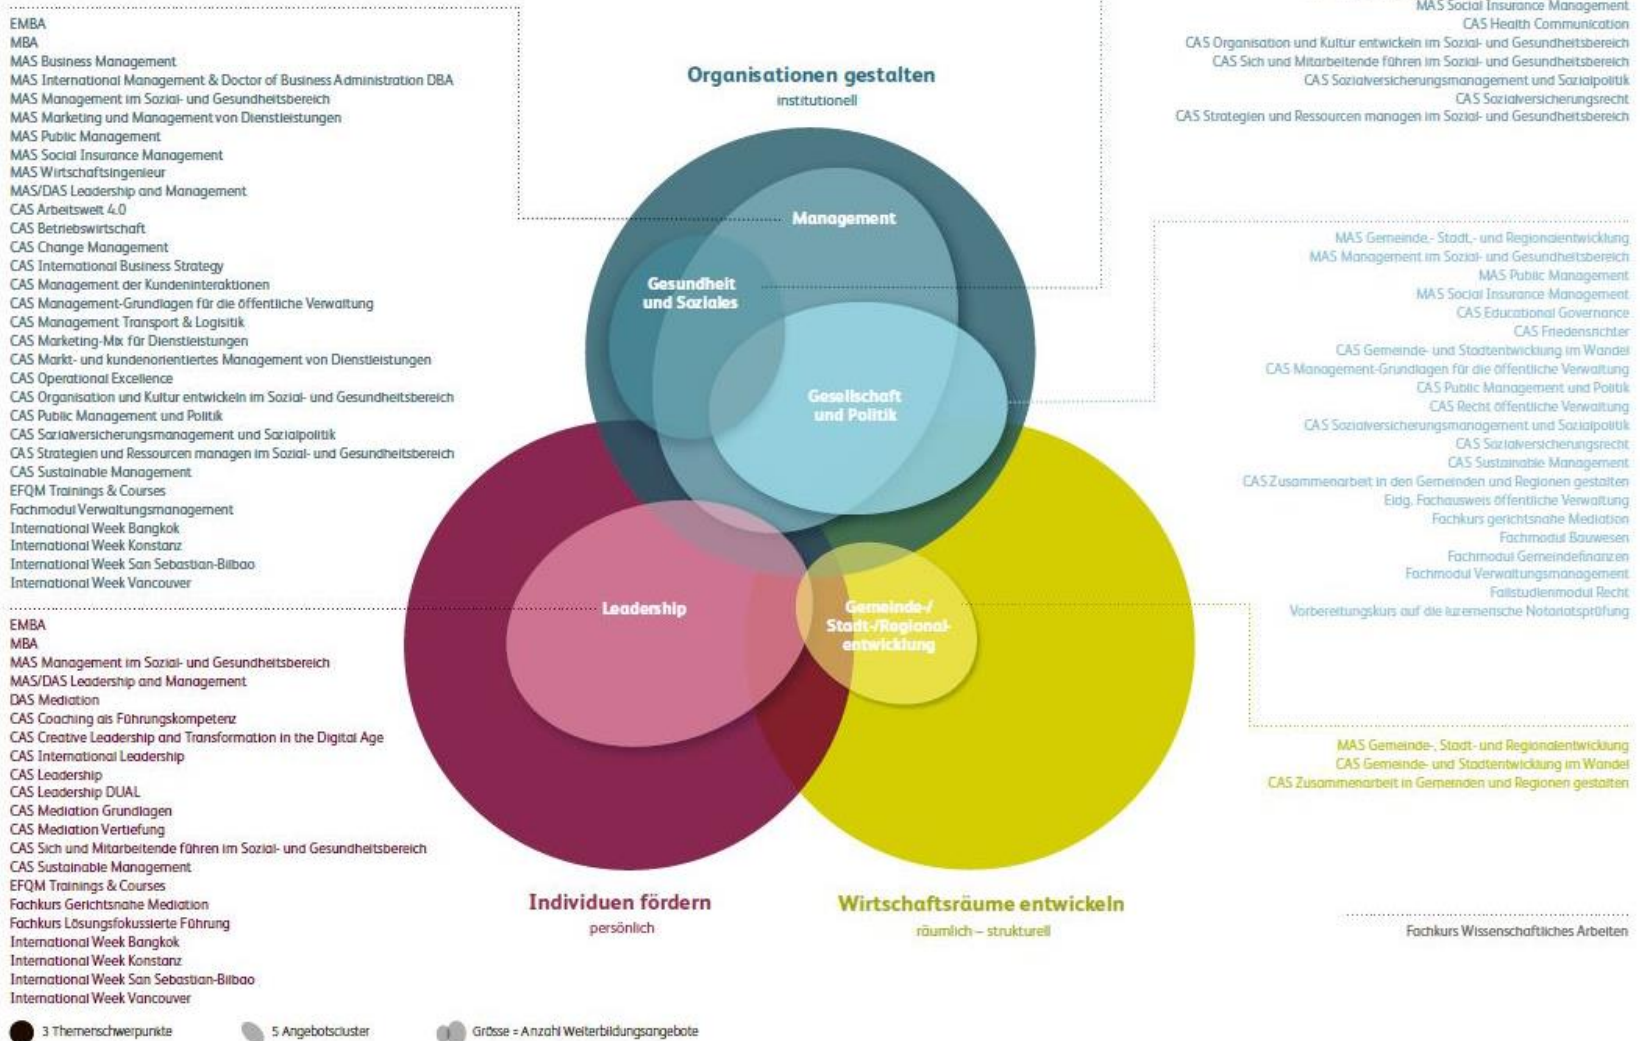 EMBA
MBA
MAS Business Management
MAS International Management & Doctor of Business Administration DBA
MAS Management im Sozial- und Gesundheitsbereich
MAS Marketing und Management von Dienstleistungen
MAS Public Management
MAS Social Insurance Management
MAS Wirtschaftsingenieur
MAS/DAS Leadership and Management
CAS Arbeitswelt 4.0
CAS Betriebswirtschaft
CAS Change Management
CAS International Business Strategy
CAS Management der Kundeninteraktionen
CAS Management-Grundlagen für die öffentliche Verwaltung
CAS Management Transport & Logisitik
CAS Marketing-Mix für Dienstleistungen
CAS Markt- und kundenorientiertes Management von Dienstleistungen
CAS Operational Excellence
CAS Organisation und Kultur entwickeln im Sozial- und Gesundheitsbereich
CAS Public Management und Politik
CAS Sozialversicherungsmanagement und Sozialpolitik
CAS Strategien und Ressourcen managen im Sozial- und Gesundheitsbereich
CAS Sustainable Management
EFQM Trainings & Courses
Fachmodul Verwaltungsmanagement
International Week Bangkok
International Week Konstanz
International Week San Sebastian-Bilbao
International Week Vancouver
EMBA
MBA
MAS Management im Sozial- und Gesundheitsbereich
MAS/DAS Leadership and Management
DAS Mediation
CAS Coaching als Führungskompetenz
CAS Creative Leadership and Transformation in the Digital Age
CAS International Leadership
CAS Leadership
CAS Leadership DUAL
CAS Mediation Grundlagen
CAS Mediation Vertiefung
CAS Sich und Mitarbeitende führen im Sozial- und Gesundheitsbereich
CAS Sustainable Management
EFQM Trainings & Courses
Fachkurs Gerichtsnahe Mediation
Fachkurs Lösungsfokussierte Führung
International Week Bangkok
International Week Konstanz
International Week San Sebastian-Bilbao
International Week Vancouver
Organisationen gestalten
institutionell
Management
Gesundheit
und Soziales
Gesellschaft
und Politik
Leadership
Gemeinde-/
Stadt-/Regional-
entwicklung
Individuen fördern
persönlich
Wirtschaftsräume entwickeln
räumlich – strukturell
MAS Social Insurance Management
CAS Health Communication
CAS Organisation und Kultur entwickeln im Sozial- und Gesundheitsbereich
CAS Sich und Mitarbeitende führen im Sozial- und Gesundheitsbereich
CAS Sozialversicherungsmanagement und Sozialpolitik
CAS Sozialversicherungsrecht
CAS Strategien und Ressourcen managen im Sozial- und Gesundheitsbereich
MAS Gemeinde,- Stadt,- und Regionalentwicklung
MAS Management im Sozial- und Gesundheitsbereich
MAS Public Management
MAS Social Insurance Management
CAS Educational Governance
CAS Friedensrichter
CAS Gemeinde- und Stadtentwicklung im Wandel
CAS Management-Grundlagen für die öffentliche Verwaltung
CAS Public Management und Politik
CAS Recht öffentliche Verwaltung
CAS Sozialversicherungsmanagement und Sozialpolitik
CAS Sozialversicherungsrecht
CAS Sustainable Management
CAS Zusammenarbeit in den Gemeinden und Regionen gestalten
Eidg. Fachausweis öffentliche Verwaltung
Fachkurs gerichtsnahe Mediation
Fachmodul Bauwesen
Fachmodul Gemeindefinanzen
Fachmodul Verwaltungsmanagement
Fallstudienmodul Recht
Vorbereitungskurs auf die luzernische Notariatsprüfung
MAS Gemeinde-, Stadt- und Regionalentwicklung
CAS Gemeinde- und Stadtentwicklung im Wandel
CAS Zusammenarbeit in Gemeinden und Regionen gestalten
Fachkurs Wissenschaftliches Arbeiten
3 Themenschwerpunkte
5 Angebotscluster
Grösse = Anzahl Weiterbildungsangebote